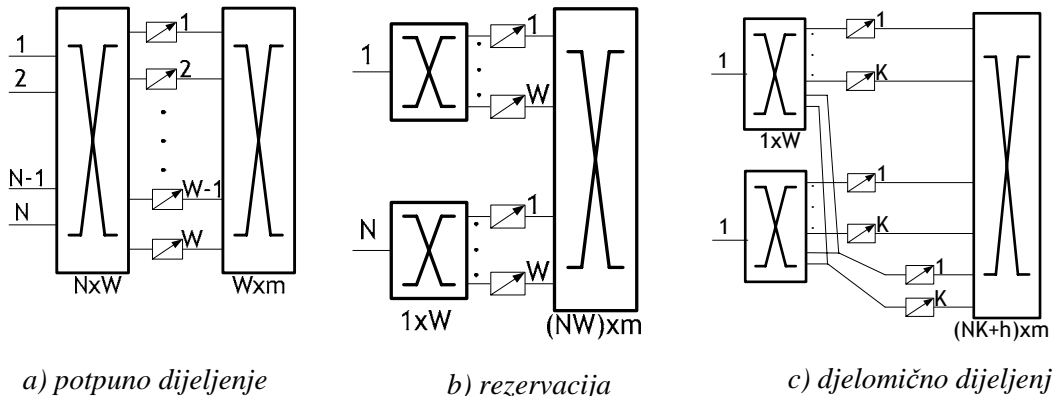 1
2
N-1
N
1
2
W-1
W
NxW
Wxm
a) potpuno dijeljenje
1
N
1
W
1
W
1xW
(NW)xm
b) rezervacija
1
1
1xW
1
K
1
K
1
K
(NK+h)xm
c) djelomično dijeljenj